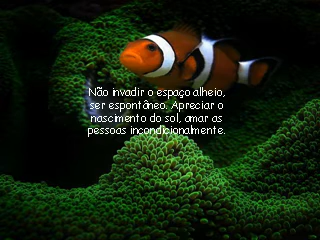 Não invadir o espaço alheio,
ser espontâneo. Apreciar o
nascimento do sol, amar as
pessoas incondicionalmente.